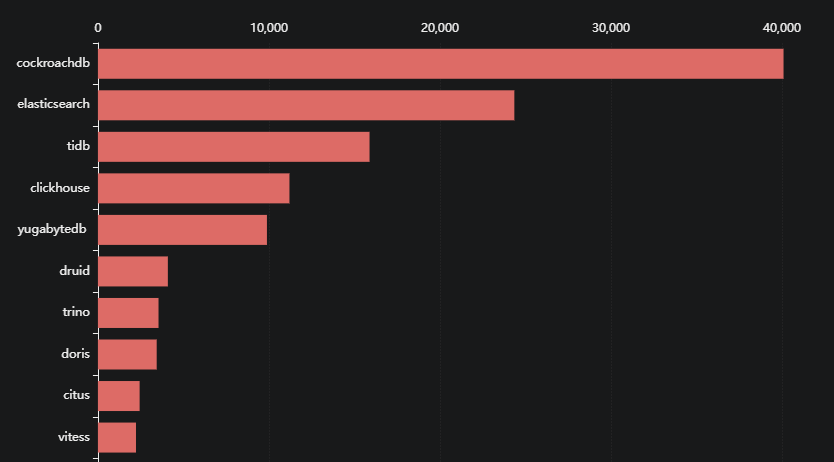 0 10,000 20,000 30,000 40,000
cockroachdb
elasticsearch
tidb
clickhouse
yugabytedb
druid
trino
doris
citus
vitess